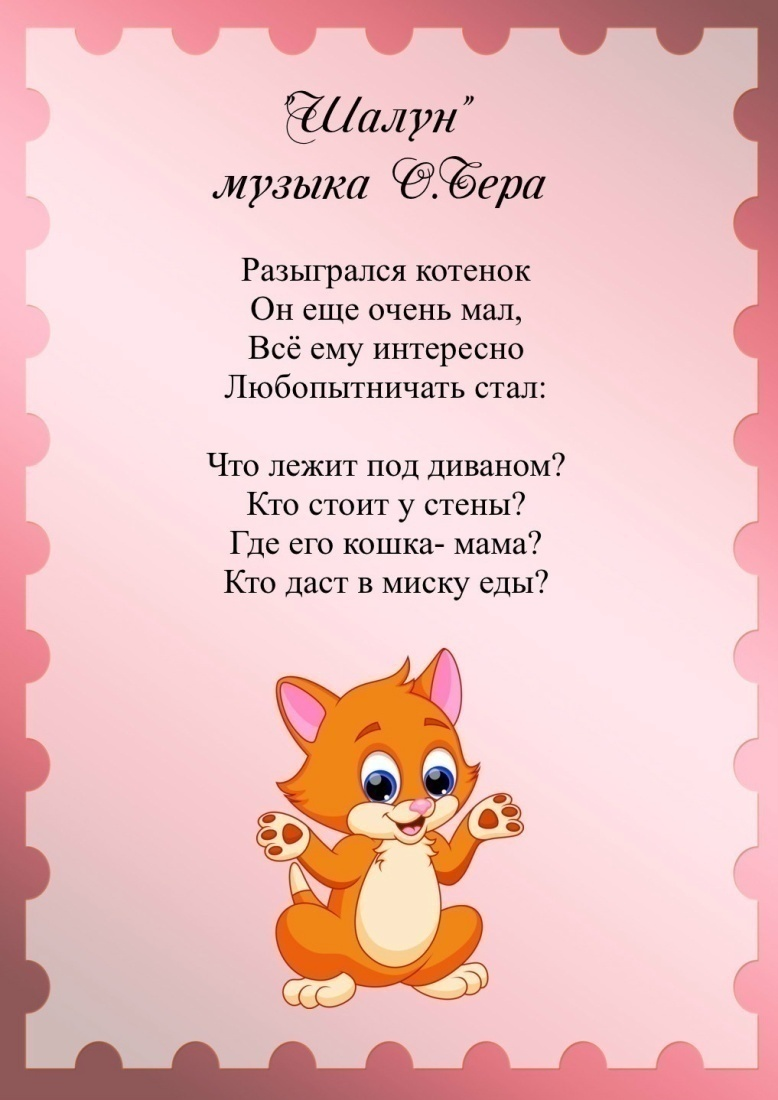 "Шалун"
музыка О.Бера
Разыгрался котенок
Он еще очень мал,
Всё ему интересно
Любопытничать стал:
Что лежит под диваном?
Кто стоит у стены?
Где его кошка- мама?
Кто даст в миску еды?